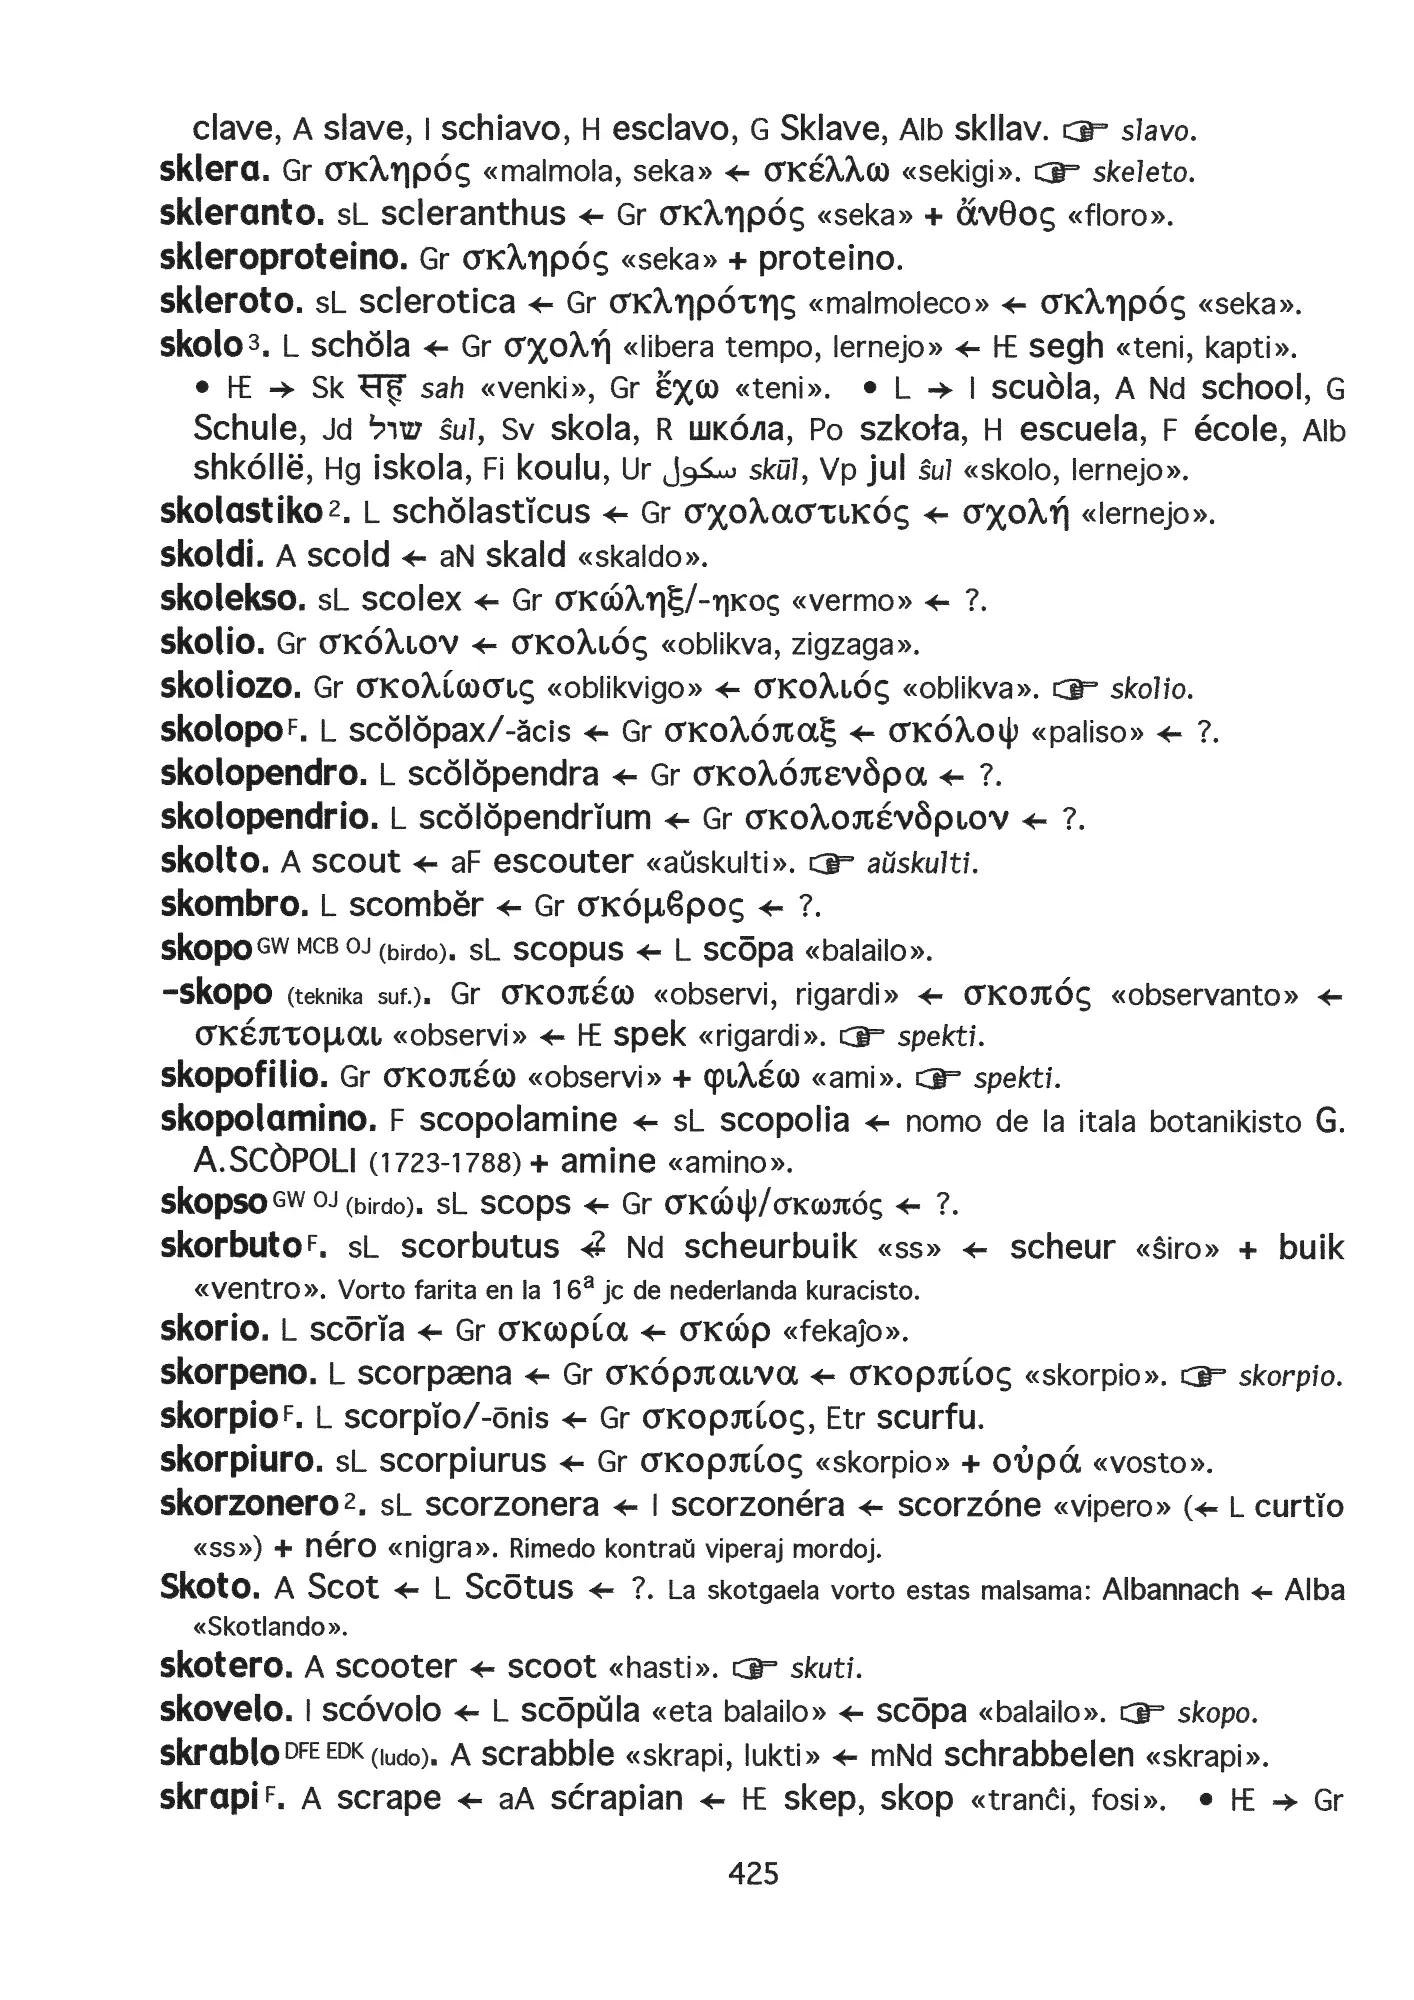 clave, A slave, I schiavo, H esclavo, G Sklave, Alb skllav. ☞ slavo.
sklera. Gr σκληρός «malmola, seka» ← σκέλλω «sekigi». ☞ skeleto.
skleranto. sL scleranthus ← Gr σκληρός «seka» + ἄνθος «floro».
skleroproteino. Gr σκληρός «seka» + proteino.
skleroto. sL sclerotica ← Gr σκληρότης «malmoleco» ← σκληρός «seka».
skolo³. L schŏla ← Gr σχολή «libera tempo, lernejo» ← IE segh «teni, kapti».
• IE → Sk सह् sah «venki», Gr ἔχω «teni». • L → I scuòla, A Nd school, G
Schule, Jd שול ŝul, Sv skola, R шкóла, Po szkoła, H escuela, F école, Alb
shkóllë, Hg iskola, Fi koulu, Ur سكول skūl, Vp jul ŝul «skolo, lernejo».
skolastiko². L schŏlastĭcus ← Gr σχολαστικός ← σχολή «lernejo».
skoldi. A scold ← aN skald «skaldo».
skolekso. sL scolex ← Gr σκώληξ/-ηκος «vermo» ← ?.
skolio. Gr σκόλιον ← σκολιός «oblikva, zigzaga».
skoliozo. Gr σκολίωσις «oblikvigo» ← σκολιός «oblikva». ☞ skolio.
skolopo F. L scŏlŏpax/-ăcis ← Gr σκολόπαξ ← σκόλοψ «paliso» ← ?.
skolopendro. L scŏlŏpendra ← Gr σκολόπενδρα ← ?.
skolopendrio. L scŏlŏpendrĭum ← Gr σκολοπένδριον ← ?.
skolto. A scout ← aF escouter «aŭskulti». ☞ aŭskulti.
skombro. L scombĕr ← Gr σκόμϐρος ← ?.
skopo GW MCB OJ (birdo). sL scopus ← L scōpa «balailo».
-skopo (teknika suf.). Gr σκοπέω «observi, rigardi» ← σκοπός «observanto» ←
σκέπτομαι «observi» ← IE spek «rigardi». ☞ spekti.
skopofilio. Gr σκοπέω «observi» + φιλέω «ami». ☞ spekti.
skopolamino. F scopolamine ← sL scopolia ← nomo de la itala botanikisto G.
A.SCÒPOLI (1723-1788) + amine «amino».
skopso GW OJ (birdo). sL scops ← Gr σκώψ/σκωπός ← ?.
skorbuto F. sL scorbutus ←? Nd scheurbuik «ss» ← scheur «ŝiro» + buik
«ventro». Vorto farita en la 16ª jc de nederlanda kuracisto.
skorio. L scōrĭa ← Gr σκωρία ← σκώρ «fekaĵo».
skorpeno. L scorpæna ← Gr σκόρπαινα ← σκορπίος «skorpio». ☞ skorpio.
skorpio F. L scorpĭo/-ōnis ← Gr σκορπίος, Etr scurfu.
skorpiuro. sL scorpiurus ← Gr σκορπίος «skorpio» + οὐρά «vosto».
skorzonero². sL scorzonera ← I scorzonéra ← scorzóne «vipero» (← L curtĭo
«ss») + néro «nigra». Rimedo kontraŭ viperaj mordoj.
Skoto. A Scot ← L Scōtus ← ?. La skotgaela vorto estas malsama: Albannach ← Alba
«Skotlando».
skotero. A scooter ← scoot «hasti». ☞ skuti.
skovelo. I scóvolo ← L scōpŭla «eta balailo» ← scōpa «balailo». ☞ skopo.
skrablo DFE EDK (ludo). A scrabble «skrapi, lukti» ← mNd schrabbelen «skrapi».
skrapi F. A scrape ← aA sćrapian ← IE skep, skop «tranĉi, fosi». • IE → Gr
425